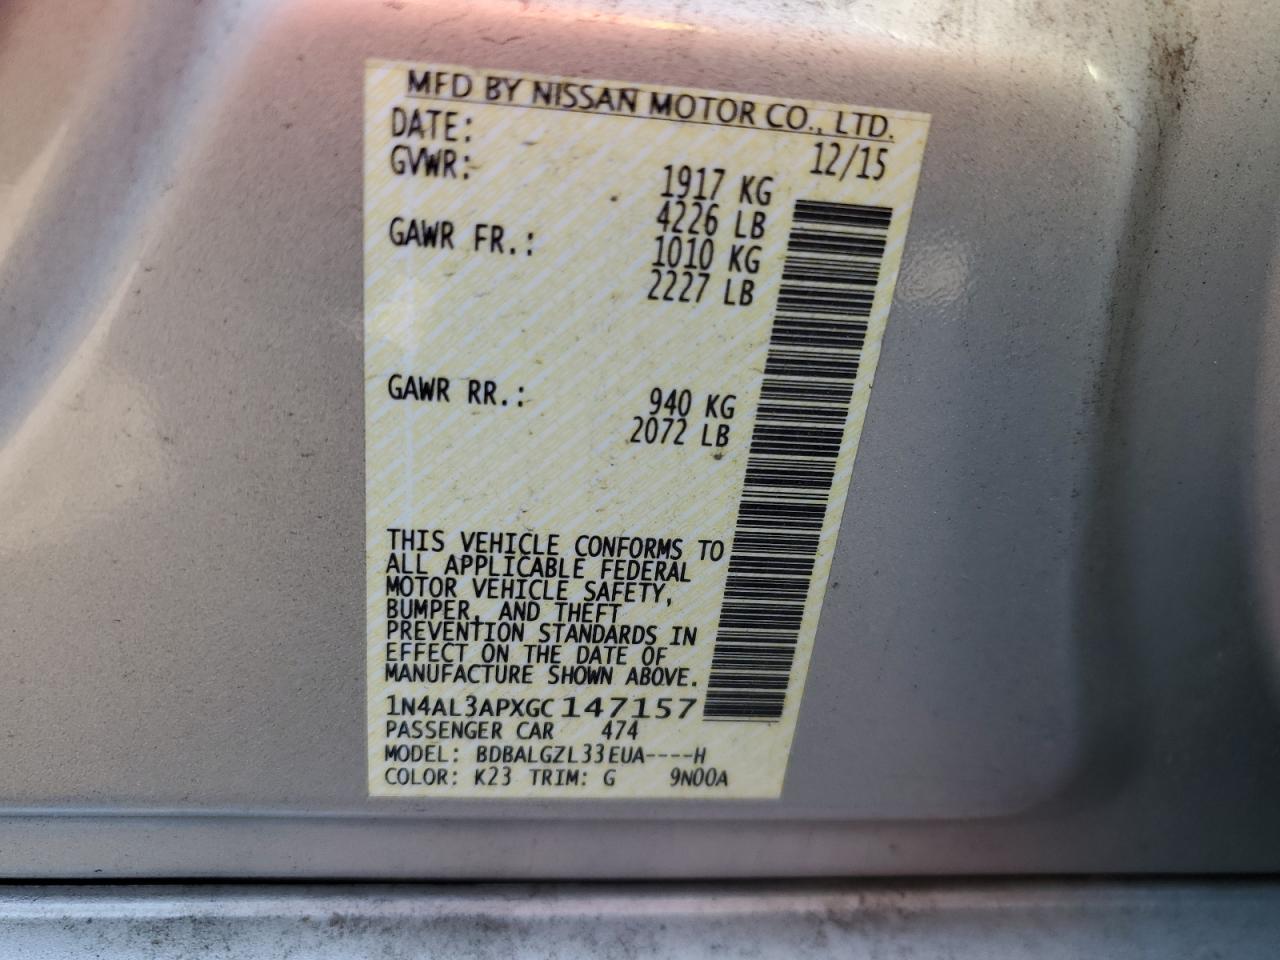 MFD BY NISSAN MOTOR CO., LTD.
DATE: 12/15
GVWR: 1917 KG
4226 LB
GAWR FR.: 1010 KG
2227 LB
GAWR RR.: 940 KG
2072 LB
THIS VEHICLE CONFORMS TO
ALL APPLICABLE FEDERAL
MOTOR VEHICLE SAFETY,
BUMPER, AND THEFT
PREVENTION STANDARDS IN
EFFECT ON THE DATE OF
MANUFACTURE SHOWN ABOVE.
1N4AL3APXGC147157
PASSENGER CAR 474
MODEL: BDBALGZL33EUA----H
COLOR: K23 TRIM: G 9N00A